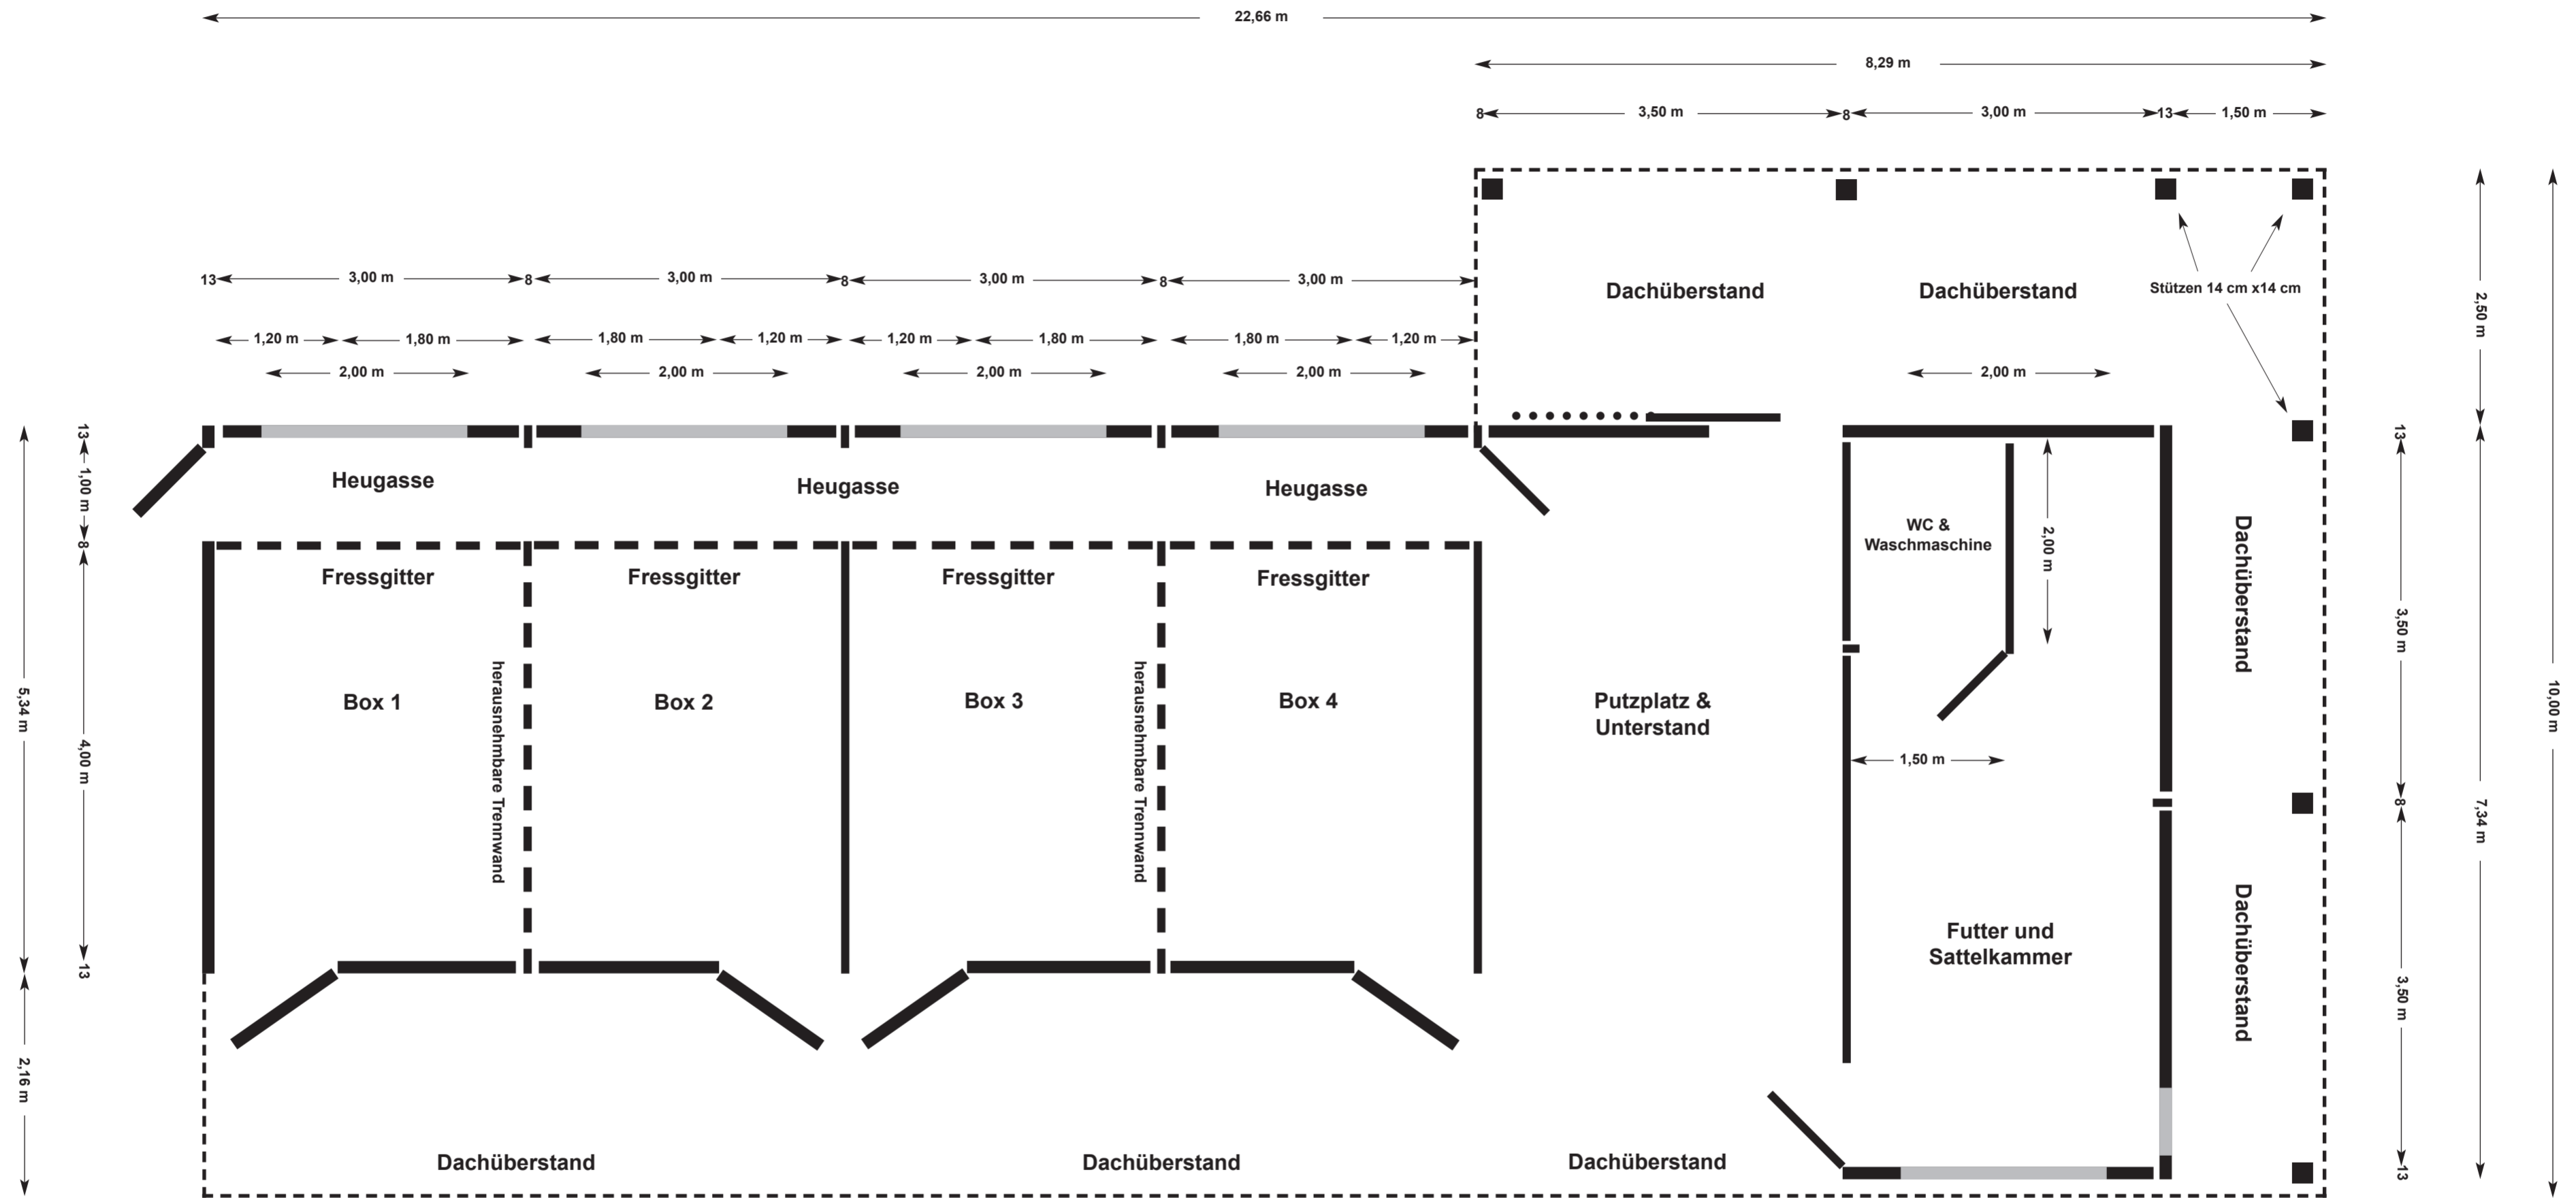 22,66 m
8,29 m
8
3,50 m
8
3,00 m
13
1,50 m
13
3,00 m
8
3,00 m
8
3,00 m
8
3,00 m
1,20 m
1,80 m
1,80 m
1,20 m
1,20 m
1,80 m
1,80 m
1,20 m
2,00 m
2,00 m
2,00 m
2,00 m
2,00 m
Dachüberstand
Dachüberstand
Stützen 14 cm x14 cm
2,50 m
13
1,00 m
8
4,00 m
13
5,34 m
2,16 m
Heugasse
Heugasse
Heugasse
Fressgitter
Fressgitter
Fressgitter
Fressgitter
Box 1
herausnehmbare Trennwand
Box 2
Box 3
herausnehmbare Trennwand
Box 4
Putzplatz &
Unterstand
WC &
Waschmaschine
2,00 m
1,50 m
Futter und
Sattelkammer
Dachüberstand
Dachüberstand
13
3,50 m
8
3,50 m
13
7,34 m
10,00 m
Dachüberstand
Dachüberstand
Dachüberstand